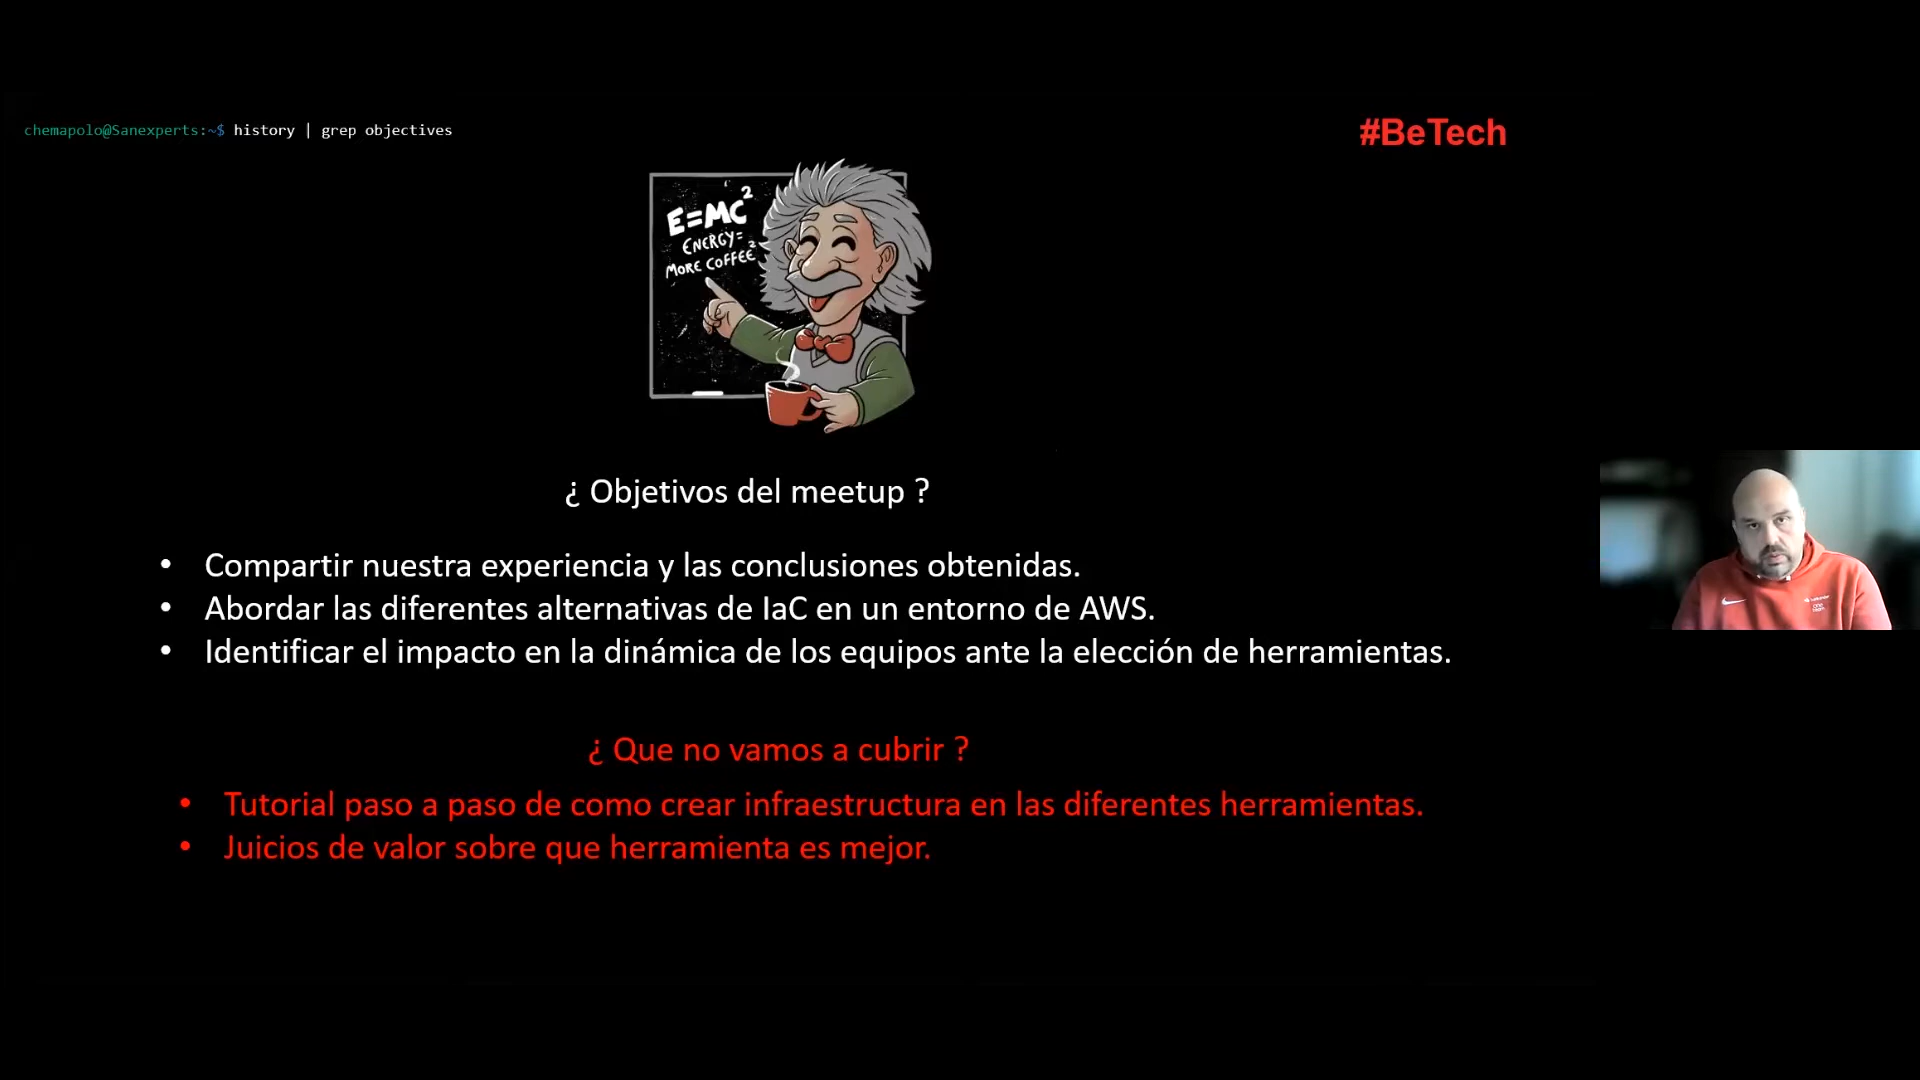 chemapolo@Sanexperts:~$ history | grep objectives
#BeTech
E=MC²
ENERGY=
MORE COFFEE²
¿ Objetivos del meetup ?
• Compartir nuestra experiencia y las conclusiones obtenidas.
• Abordar las diferentes alternativas de IaC en un entorno de AWS.
• Identificar el impacto en la dinámica de los equipos ante la elección de herramientas.
¿ Que no vamos a cubrir ?
• Tutorial paso a paso de como crear infraestructura en las diferentes herramientas.
• Juicios de valor sobre que herramienta es mejor.